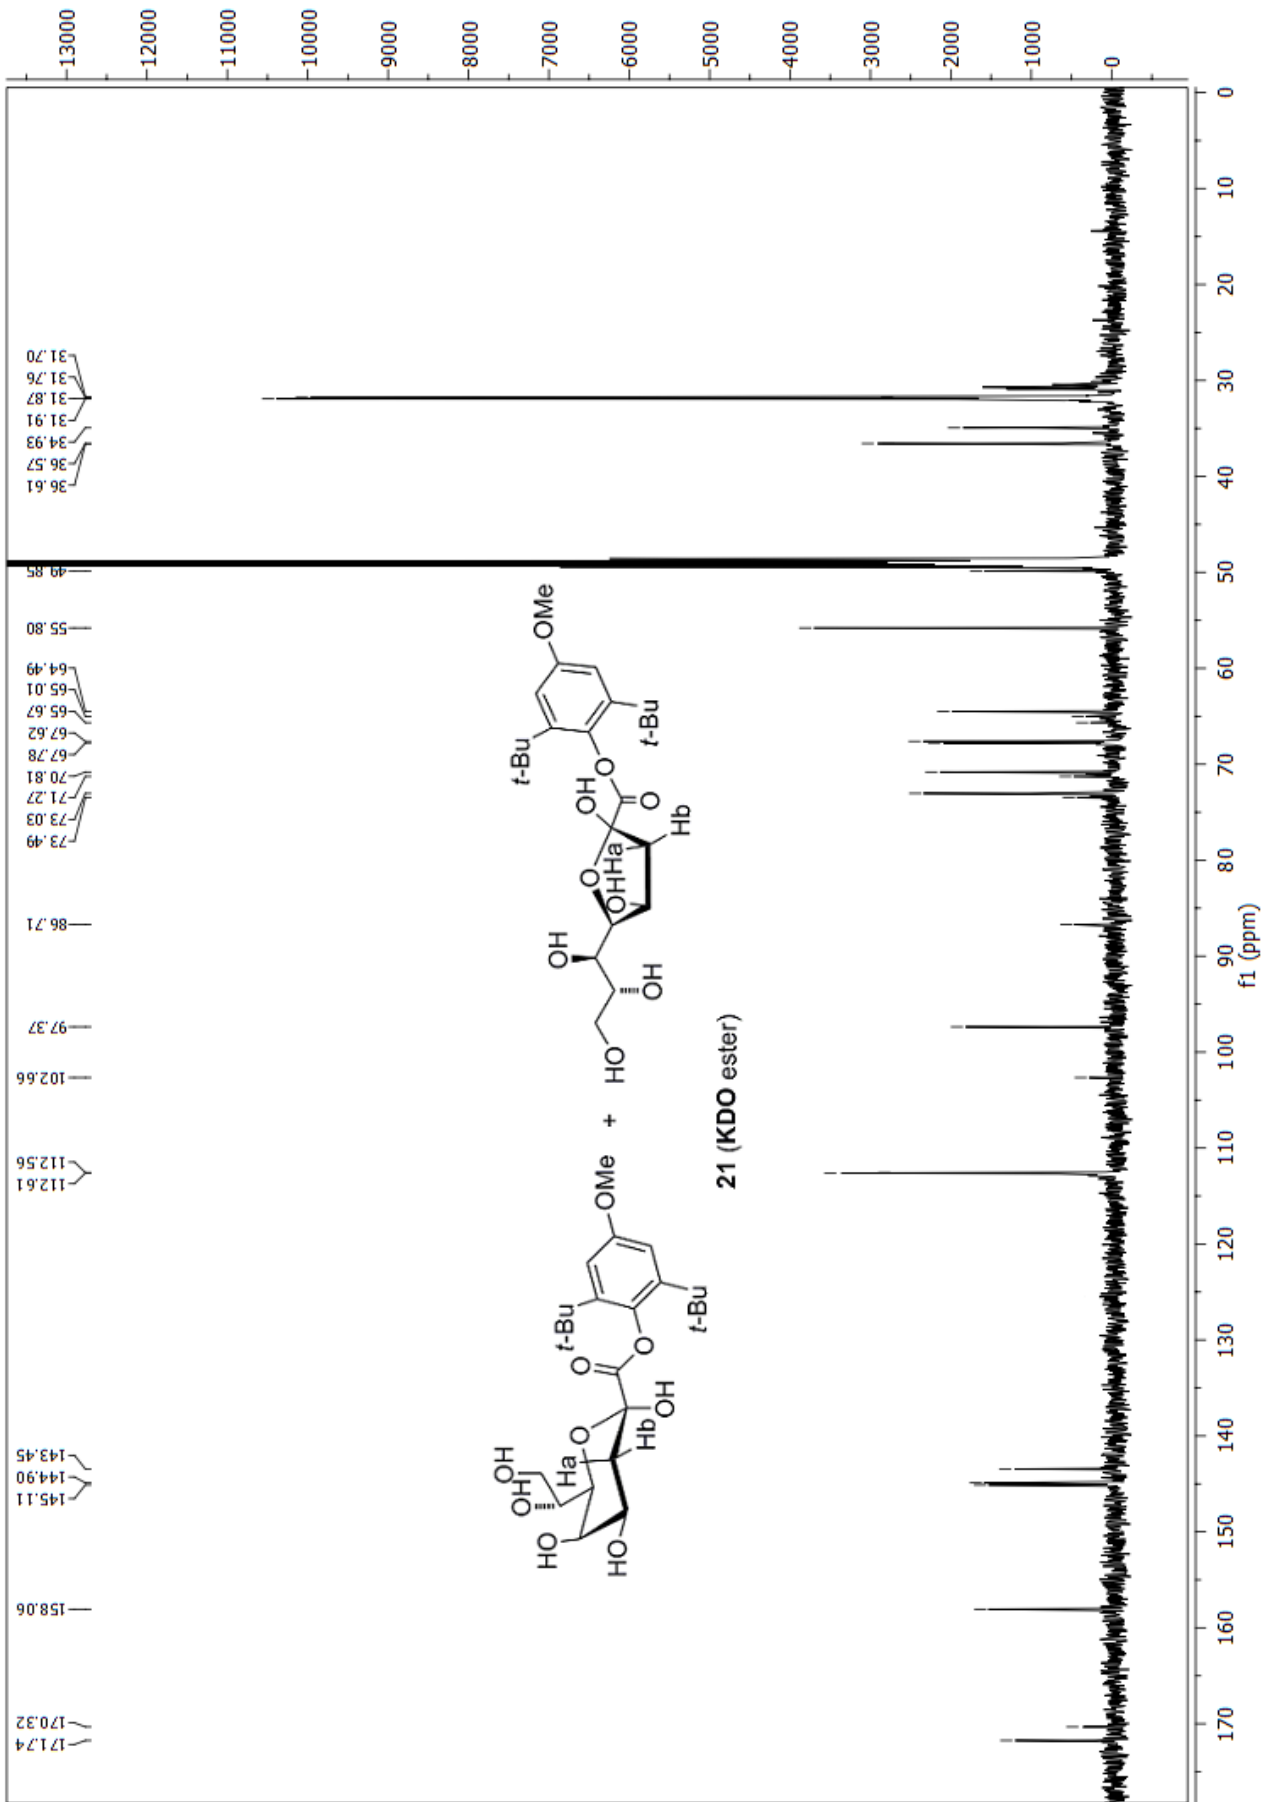 13000
12000
11000
10000
9000
8000
7000
6000
5000
4000
3000
2000
1000
0
171.74
170.32
158.06
145.11
144.90
143.45
112.61
112.56
102.66
97.37
86.71
73.49
73.03
71.27
70.81
67.78
67.62
65.67
65.01
64.49
55.80
49.85
36.61
36.57
34.93
31.91
31.87
31.76
31.70
HO
HO
OH
OH
Ha
O
Hb
OH
O
O
t-Bu
t-Bu
OMe
+
HO
OH
OH
OH
O
Ha
Hb
OH
O
O
t-Bu
t-Bu
OMe
21 (KDO ester)
170
160
150
140
130
120
110
100
90
80
70
60
50
40
30
20
10
0
f1 (ppm)